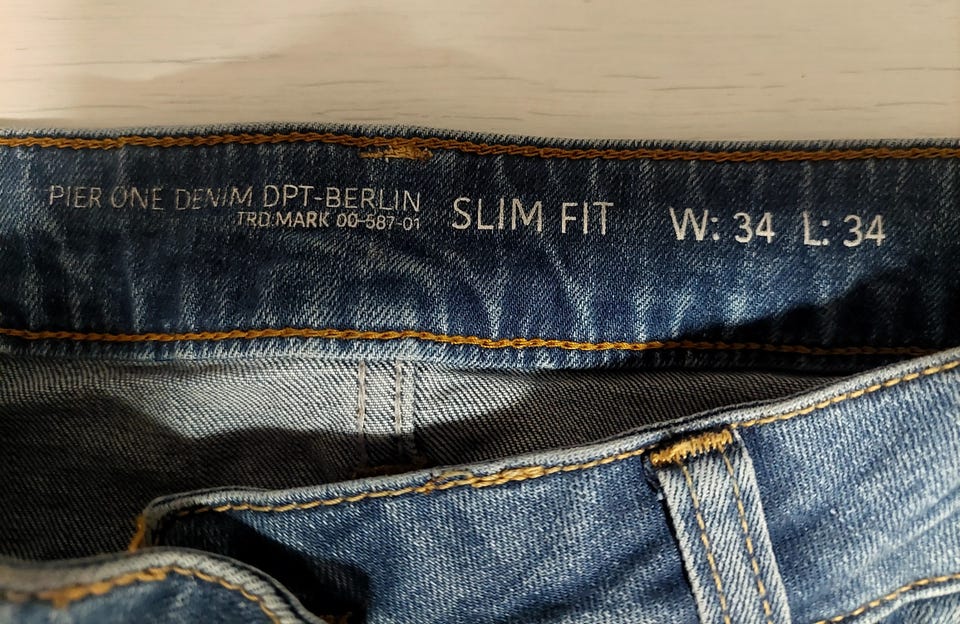 PIER ONE DENIM DPT-BERLIN
TRD.MARK 00-587-01
SLIM FIT
W: 34 L: 34